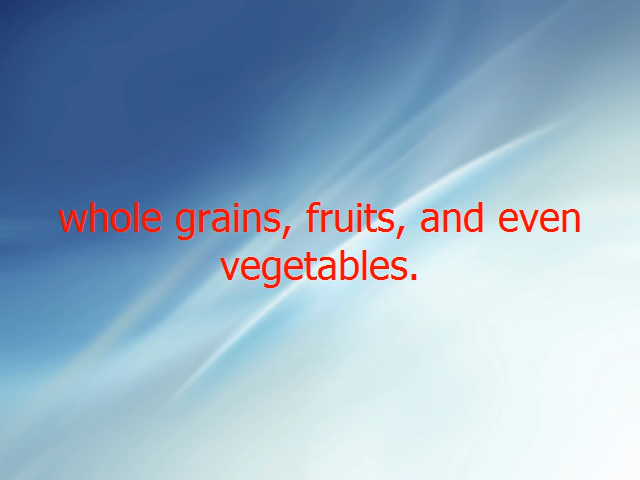 whole grains, fruits, and even
vegetables.